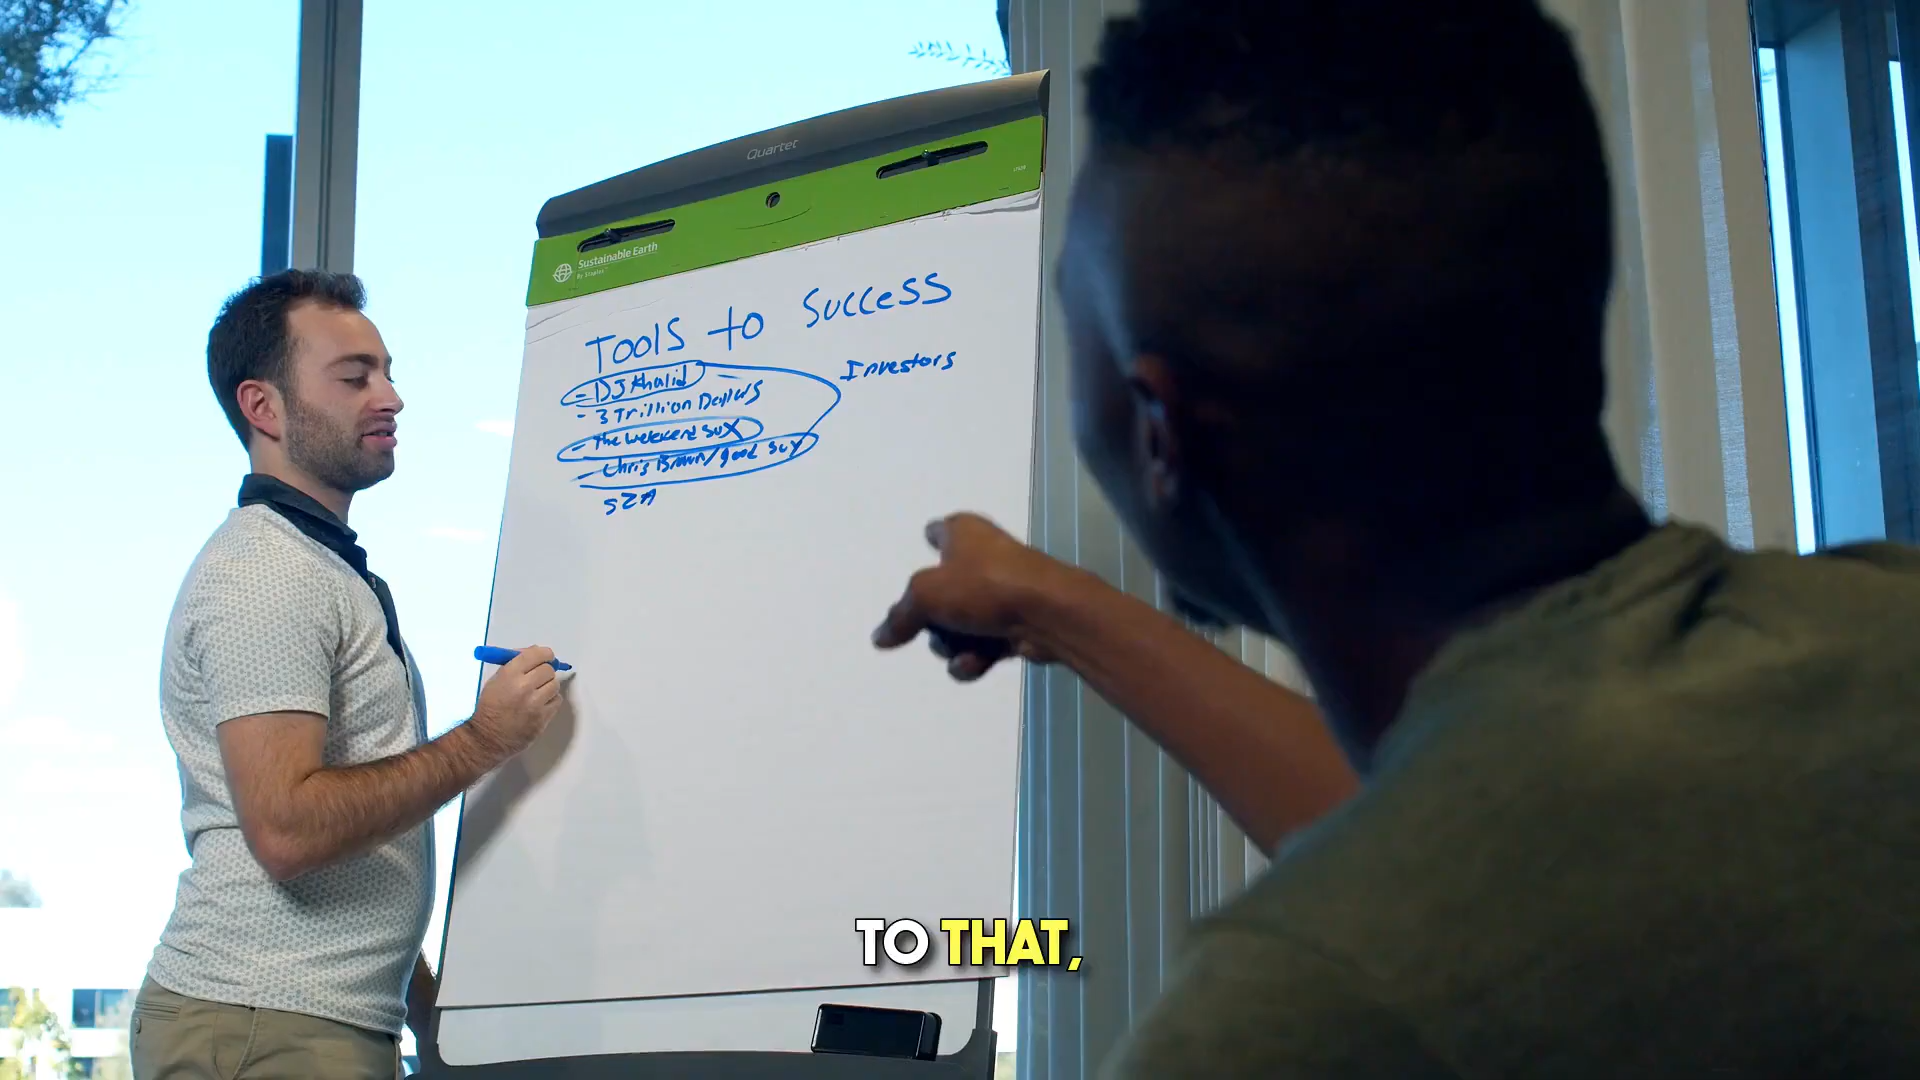 Quartet
Sustainable Earth
By Staples
Tools to Success
Investors
- DJ Khalid
- 3 Trillion Dollars
- The weekend sux
- Chris Brown/good sux
SZA
TO THAT,